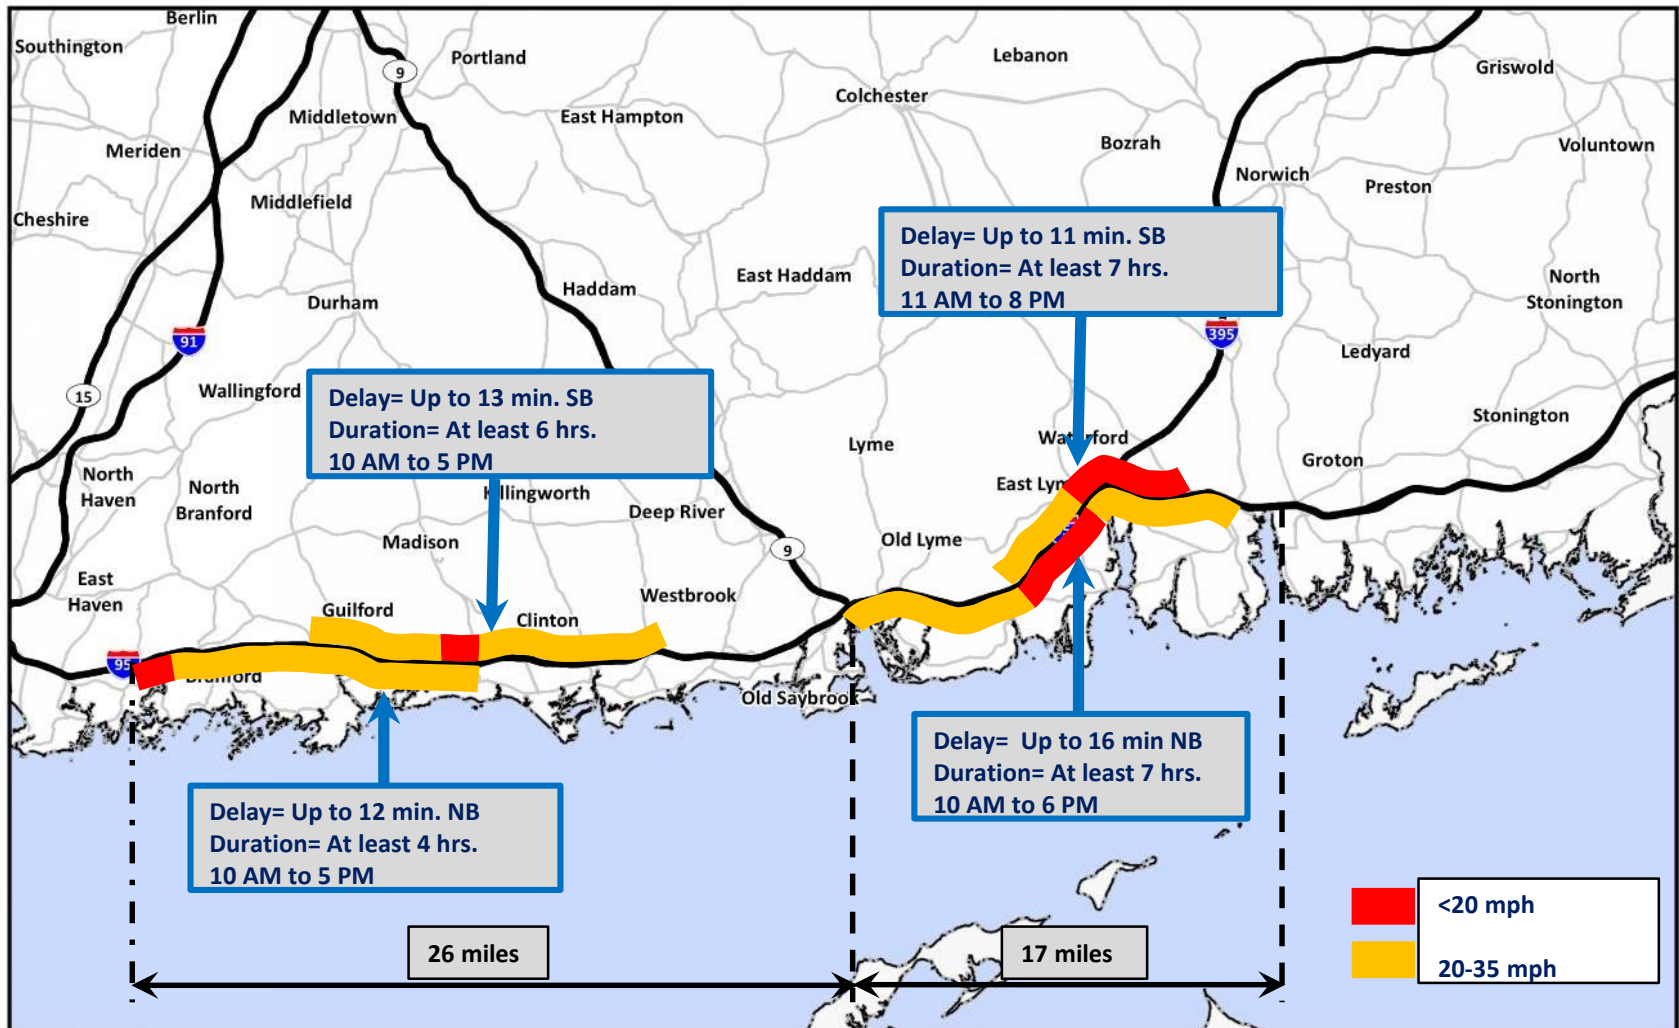 Berlin
Southington
Portland
Lebanon
Griswold
9
Colchester
Middletown
East Hampton
Bozrah
Voluntown
Meriden
Norwich
Preston
Middlefield
Cheshire
Delay= Up to 11 min. SB
Duration= At least 7 hrs.
11 AM to 8 PM
East Haddam
North
Stonington
Haddam
Durham
91
395
Ledyard
15
Wallingford
Delay= Up to 13 min. SB
Duration= At least 6 hrs.
10 AM to 5 PM
Stonington
Waterford
Lyme
Groton
North
Haven
North
Branford
Killingworth
East Lyme
Deep River
Madison
9
Old Lyme
East
Haven
Guilford
Clinton
Westbrook
95
Branford
Old Saybrook
Delay= Up to 16 min NB
Duration= At least 7 hrs.
10 AM to 6 PM
Delay= Up to 12 min. NB
Duration= At least 4 hrs.
10 AM to 5 PM
<20 mph
20-35 mph
26 miles
17 miles